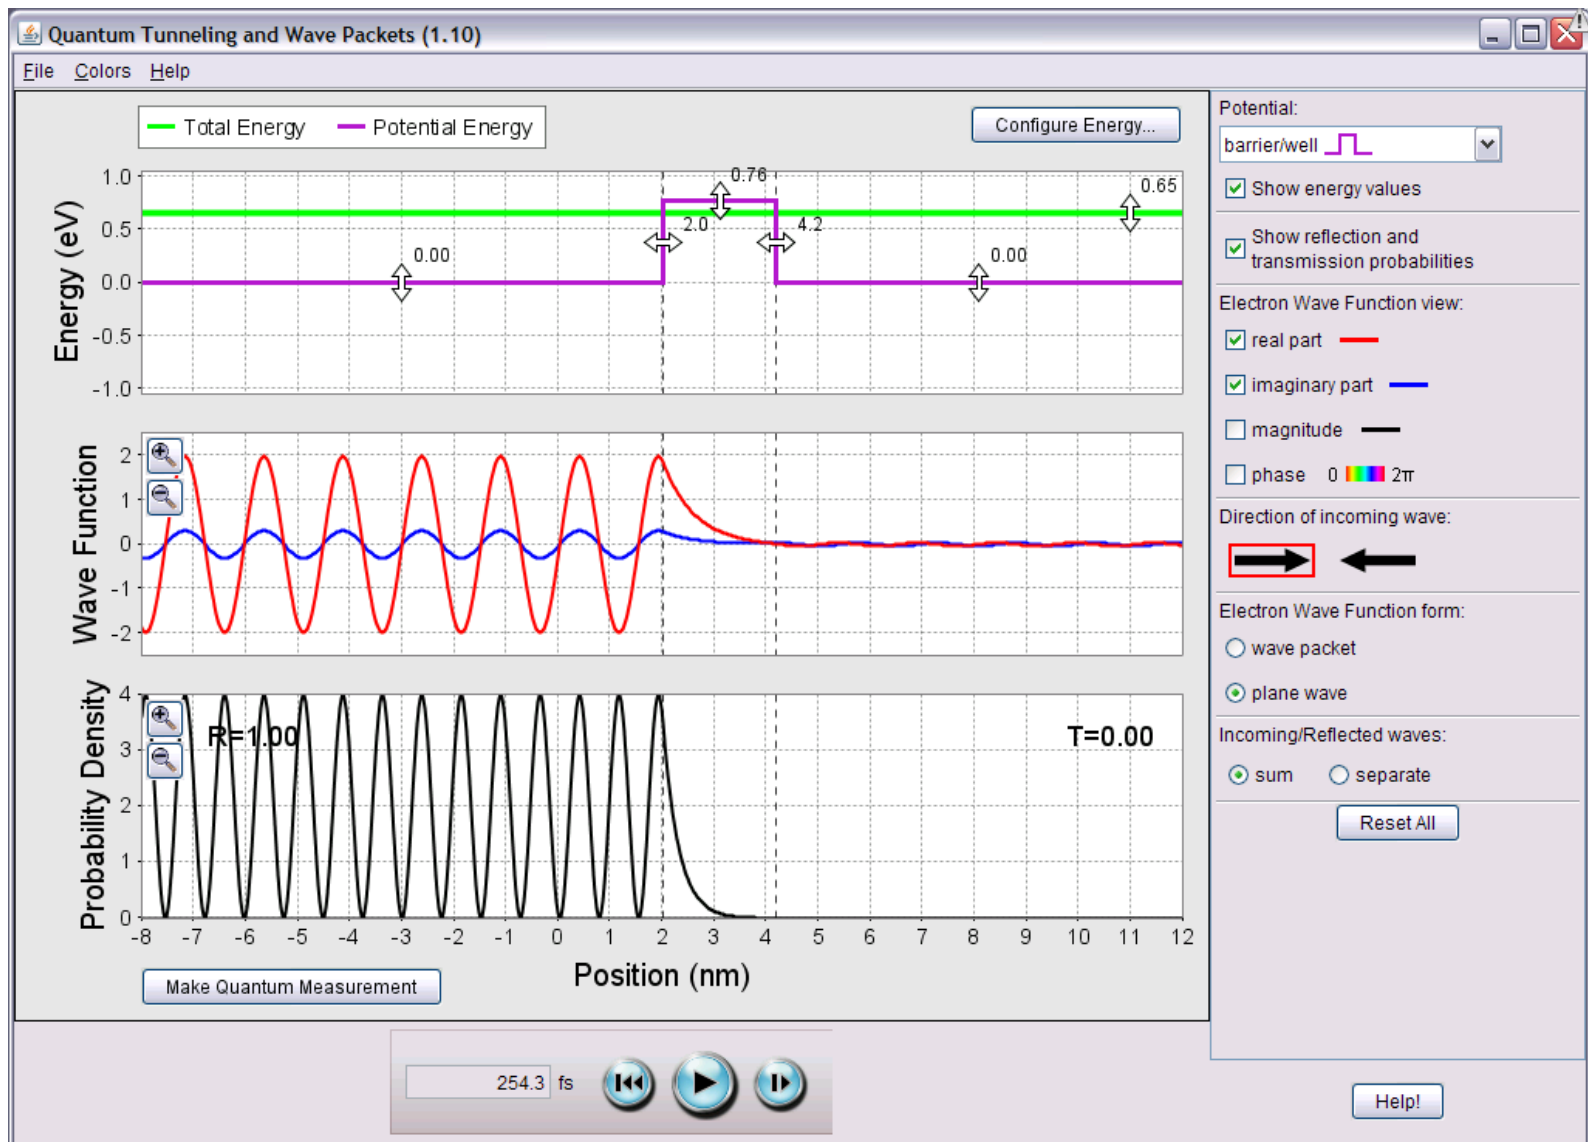 Quantum Tunneling and Wave Packets (1.10)
File Colors Help
Total Energy Potential Energy
Configure Energy...
Energy (eV)
1.0
0.5
0.0
-0.5
-1.0
0.76
0.65
2.0
4.2
0.00
0.00
Wave Function
2
1
0
-1
-2
Probability Density
4
3
2
1
0
R=1.00
T=0.00
-8 -7 -6 -5 -4 -3 -2 -1 0 1 2 3 4 5 6 7 8 9 10 11 12
Position (nm)
Make Quantum Measurement
254.3 fs
Potential:
barrier/well
Show energy values
Show reflection and
transmission probabilities
Electron Wave Function view:
real part
imaginary part
magnitude
phase 0 2π
Direction of incoming wave:
Electron Wave Function form:
wave packet
plane wave
Incoming/Reflected waves:
sum separate
Reset All
Help!